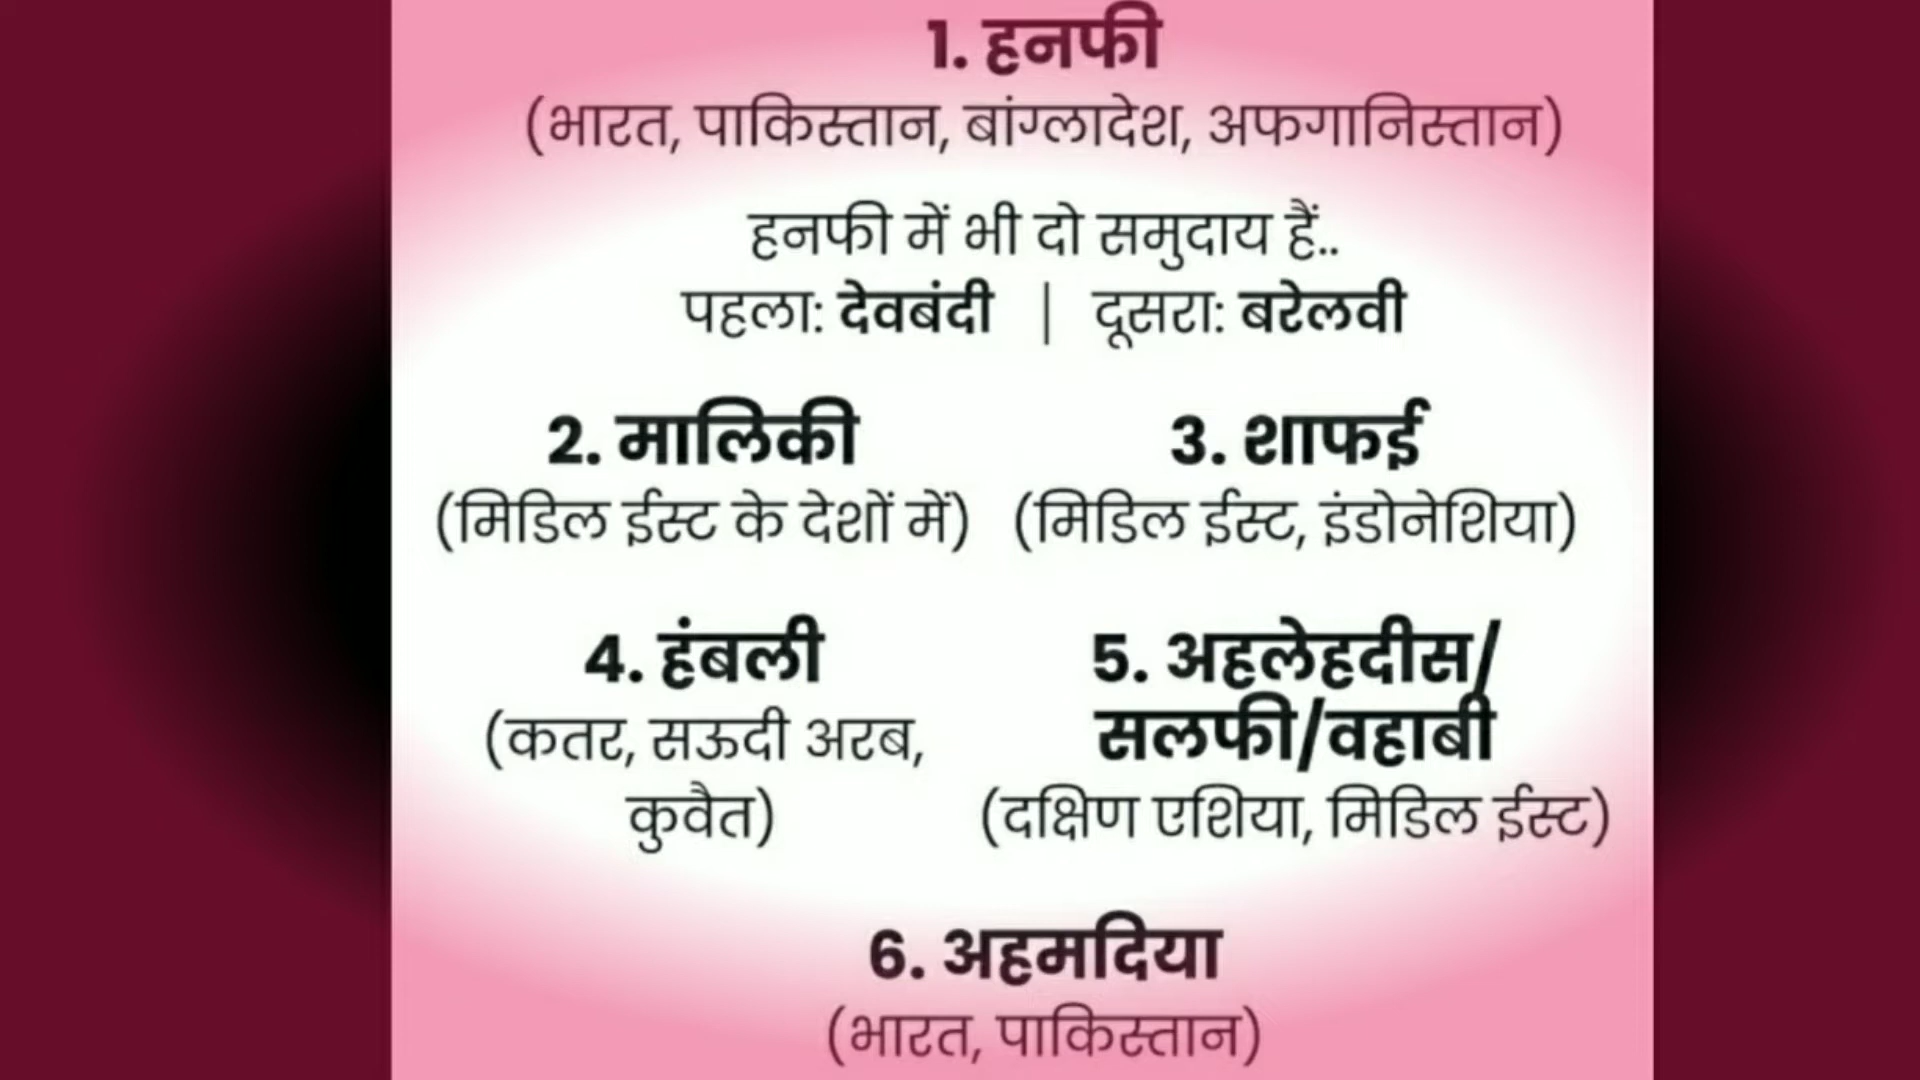 1. हनफी
(भारत, पाकिस्तान, बांग्लादेश, अफगानिस्तान)
हनफी में भी दो समुदाय हैं..
पहला: देवबंदी | दूसरा: बरेलवी
2. मालिकी
(मिडिल ईस्ट के देशों में)
3. शाफई
(मिडिल ईस्ट, इंडोनेशिया)
4. हंबली
(कतर, सऊदी अरब,
कुवैत)
5. अहलेहदीस/
सलफी/वहाबी
(दक्षिण एशिया, मिडिल ईस्ट)
6. अहमदिया
(भारत, पाकिस्तान)